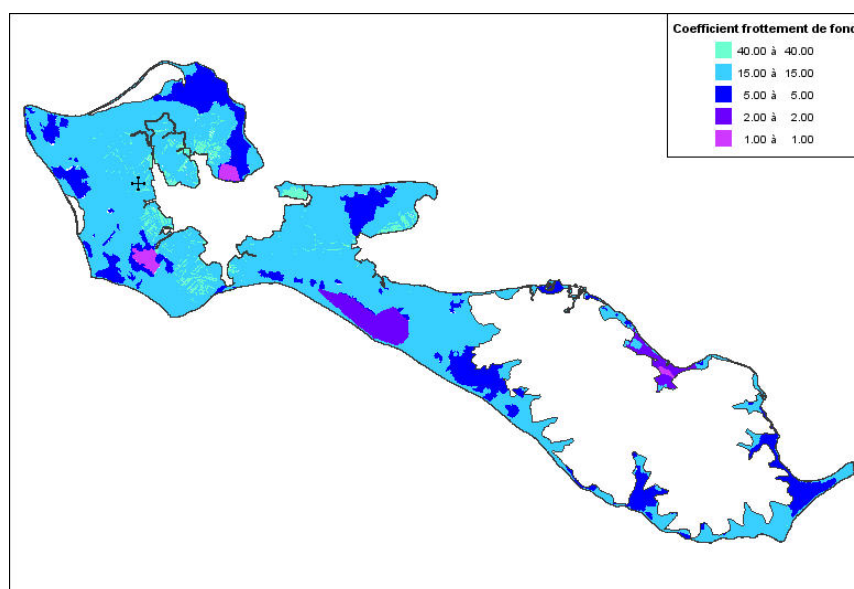 Coefficient frottement de fond
40.00 à 40.00
15.00 à 15.00
5.00 à 5.00
2.00 à 2.00
1.00 à 1.00